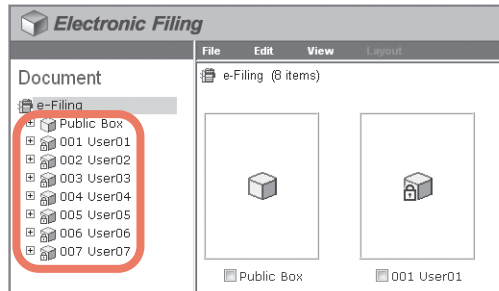 Electronic Filing
File Edit View Layout
Document
e-Filing
Public Box
001 User01
002 User02
003 User03
004 User04
005 User05
006 User06
007 User07
e-Filing (8 items)
Public Box
001 User01